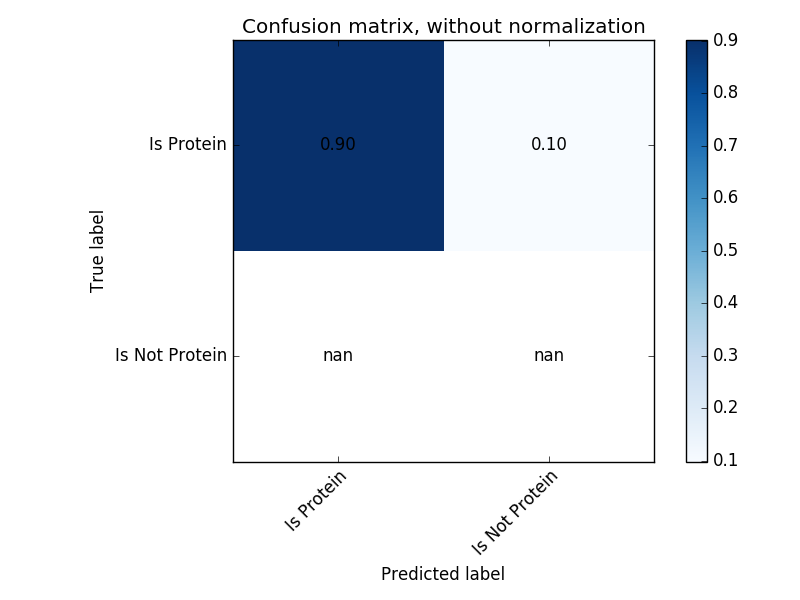 Confusion matrix, without normalization
True label
Is Protein
Is Not Protein
0.90
0.10
nan
nan
Is Protein
Is Not Protein
Predicted label
0.9
0.8
0.7
0.6
0.5
0.4
0.3
0.2
0.1